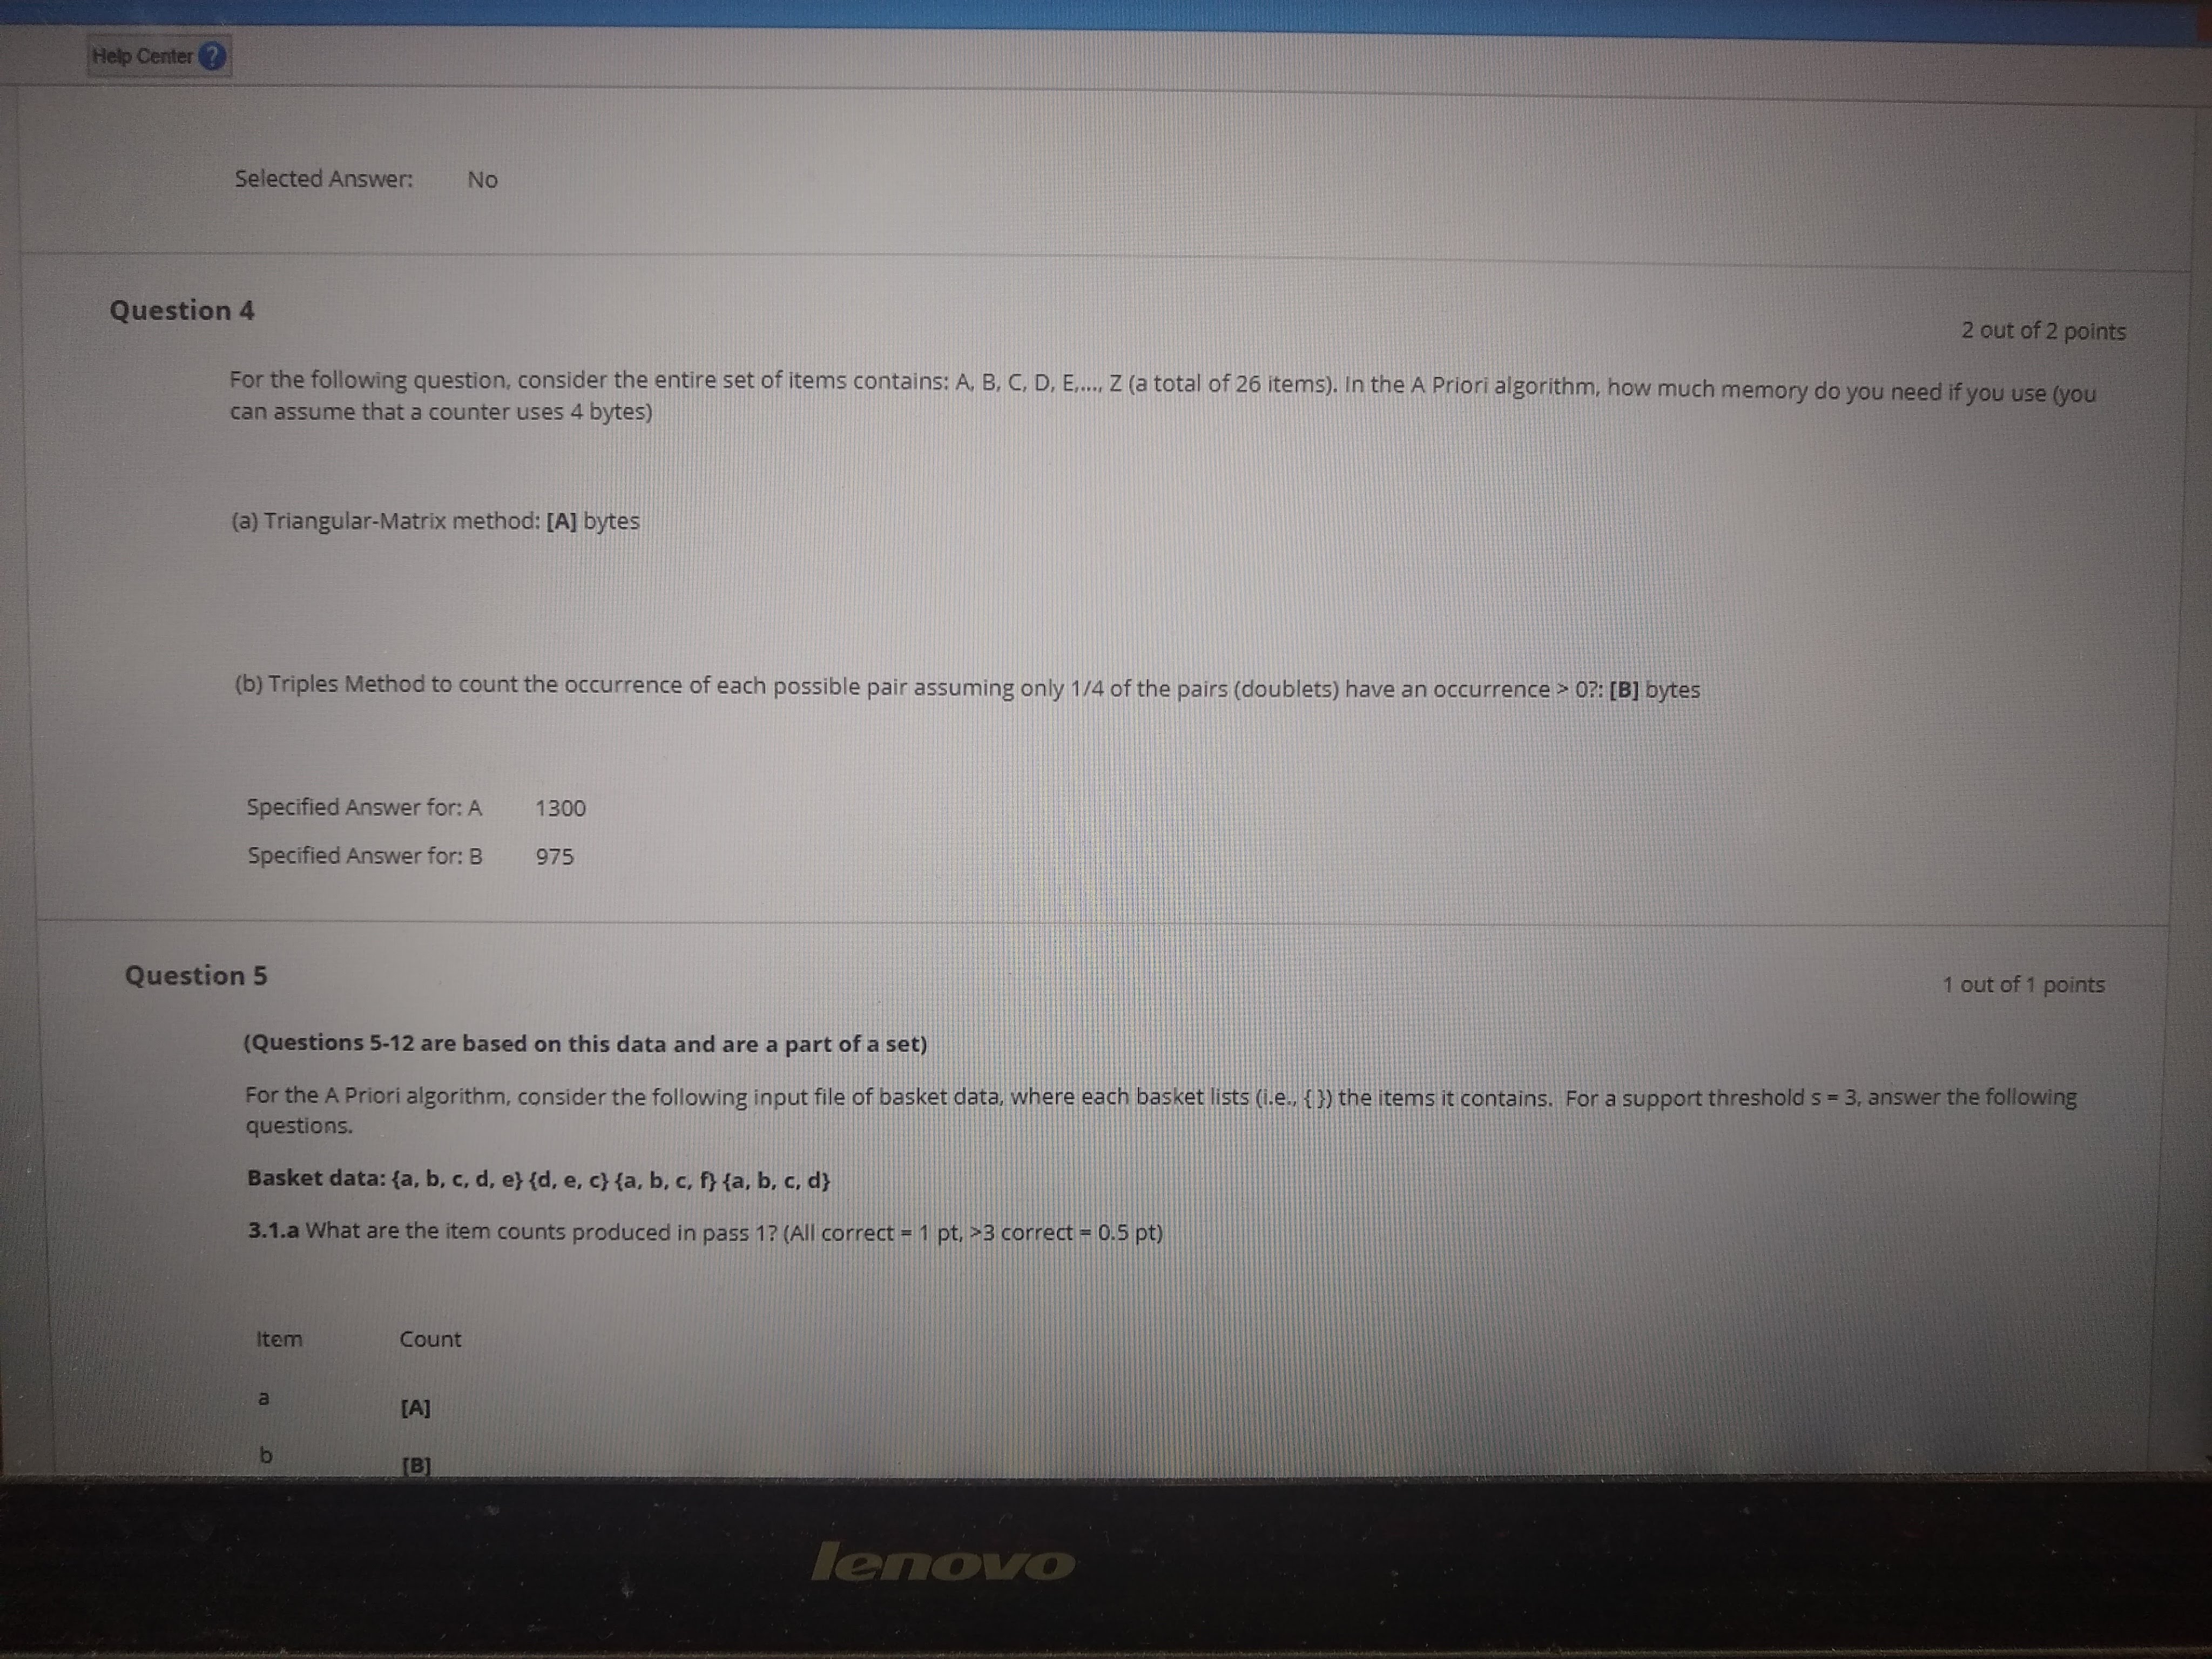 Help Center ?
Selected Answer: No
Question 4
2 out of 2 points
For the following question, consider the entire set of items contains: A, B, C, D, E,..., Z (a total of 26 items). In the A Priori algorithm, how much memory do you need if you use (you
can assume that a counter uses 4 bytes)
(a) Triangular-Matrix method: [A] bytes
(b) Triples Method to count the occurrence of each possible pair assuming only 1/4 of the pairs (doublets) have an occurrence > 0?: [B] bytes
Specified Answer for: A 1300
Specified Answer for: B 975
Question 5
1 out of 1 points
(Questions 5-12 are based on this data and are a part of a set)
For the A Priori algorithm, consider the following input file of basket data, where each basket lists (i.e., { }) the items it contains. For a support threshold s = 3, answer the following
questions.
Basket data: {a, b, c, d, e} {d, e, c} {a, b, c, f} {a, b, c, d}
3.1.a What are the item counts produced in pass 1? (All correct = 1 pt, >3 correct = 0.5 pt)
Item Count
a [A]
b [B]
lenovo